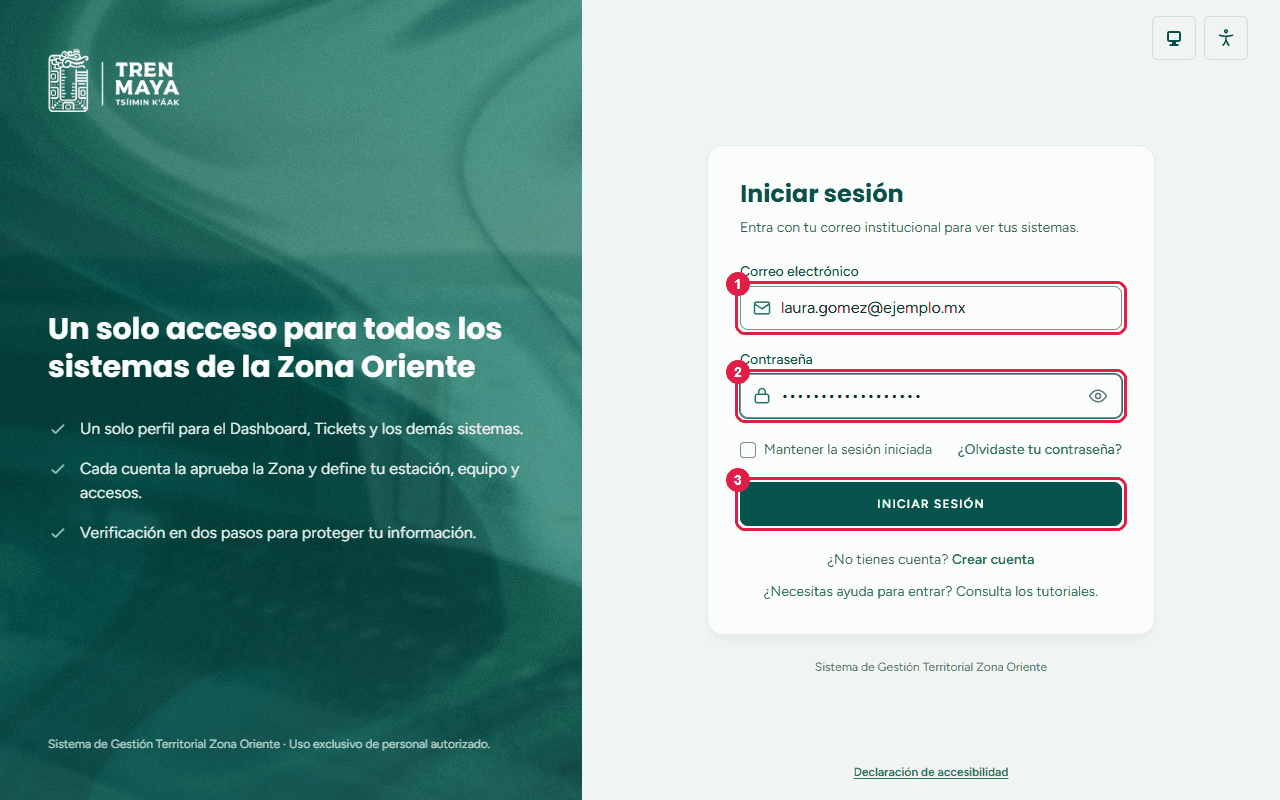 TREN
MAYA
TSÍIMIN K'ÁAK
Un solo acceso para todos los
sistemas de la Zona Oriente
Un solo perfil para el Dashboard, Tickets y los demás sistemas.
Cada cuenta la aprueba la Zona y define tu estación, equipo y
accesos.
Verificación en dos pasos para proteger tu información.
Sistema de Gestión Territorial Zona Oriente · Uso exclusivo de personal autorizado.
Iniciar sesión
Entra con tu correo institucional para ver tus sistemas.
Correo electrónico
1
laura.gomez@ejemplo.mx
Contraseña
2
••••••••••••••••••
Mantener la sesión iniciada ¿Olvidaste tu contraseña?
3
INICIAR SESIÓN
¿No tienes cuenta? Crear cuenta
¿Necesitas ayuda para entrar? Consulta los tutoriales.
Sistema de Gestión Territorial Zona Oriente
Declaración de accesibilidad